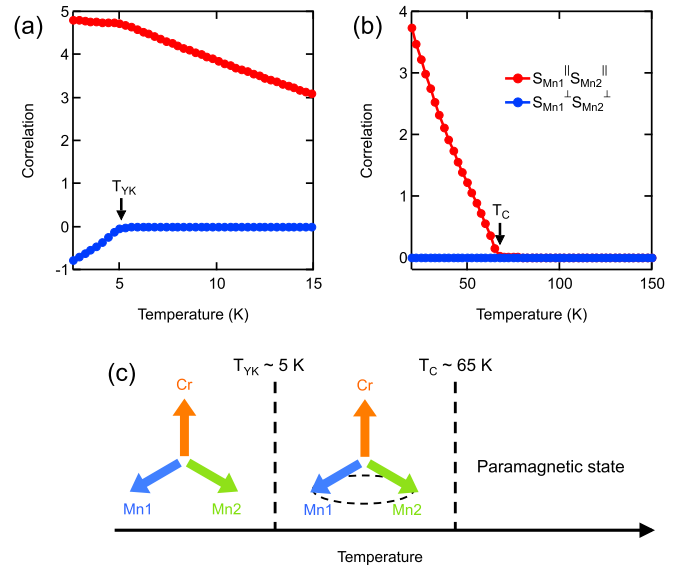 (a)
5
4
3
2
1
0
-1
Correlation
T_YK
5
10
15
Temperature (K)
(b)
4
3
2
1
0
Correlation
S_Mn1^∥ S_Mn2^∥
S_Mn1^⊥ S_Mn2^⊥
T_C
50
100
150
Temperature (K)
(c)
T_YK ~ 5 K
T_C ~ 65 K
Cr
Mn1
Mn2
Cr
Mn1
Mn2
Paramagnetic state
Temperature